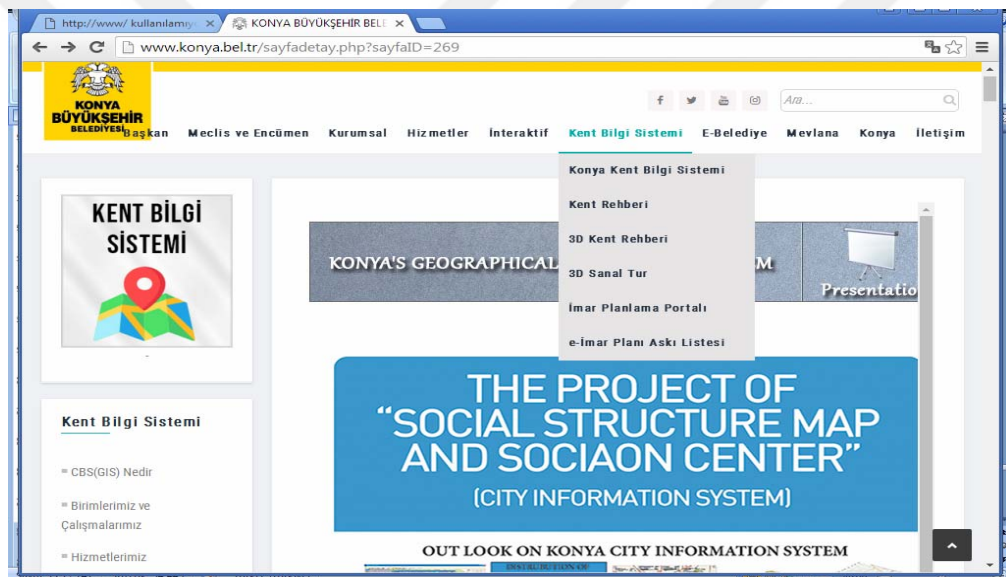 http://www/ kullanılamıy
KONYA BÜYÜKŞEHİR BELE
www.konya.bel.tr/sayfadetay.php?sayfaID=269
KONYA
BÜYÜKŞEHİR
BELEDİYESİ
Ara...
Başkan Meclis ve Encümen Kurumsal Hizmetler İnteraktif Kent Bilgi Sistemi E-Belediye Mevlana Konya İletişim
Konya Kent Bilgi Sistemi
Kent Rehberi
3D Kent Rehberi
3D Sanal Tur
İmar Planlama Portalı
e-İmar Planı Askı Listesi
KENT BİLGİ
SİSTEMİ
KONYA'S GEOGRAPHICAL
M
Presentatio
THE PROJECT OF
“SOCIAL STRUCTURE MAP
AND SOCIAON CENTER”
(CITY INFORMATION SYSTEM)
OUT LOOK ON KONYA CITY INFORMATION SYSTEM
DISTRUBUTION OF
Kent Bilgi Sistemi
CBS(GIS) Nedir
Birimlerimiz ve
Çalışmalarımız
Hizmetlerimiz